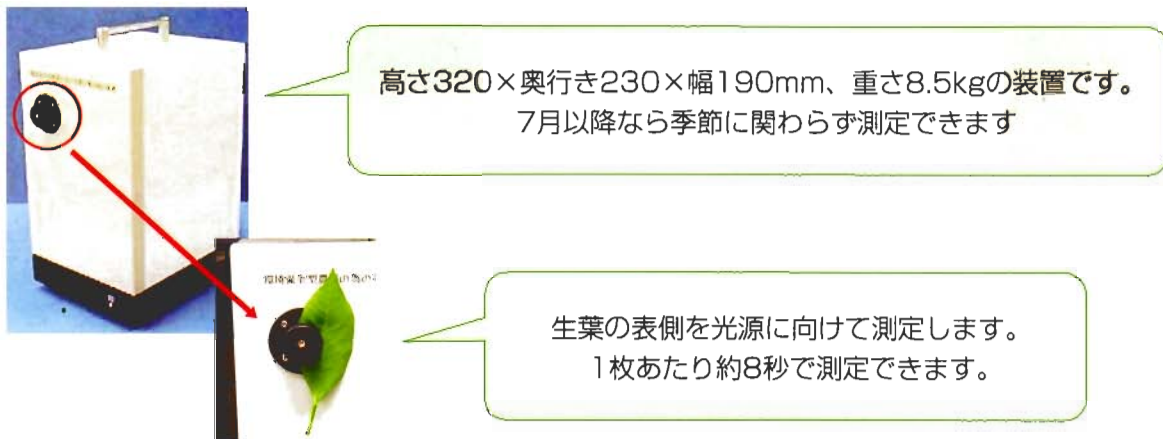 高さ320×奥行き230×幅190mm、重さ8.5kgの装置です。
7月以降なら季節に関わらず測定できます
生葉の表側を光源に向けて測定します。
1枚あたり約8秒で測定できます。